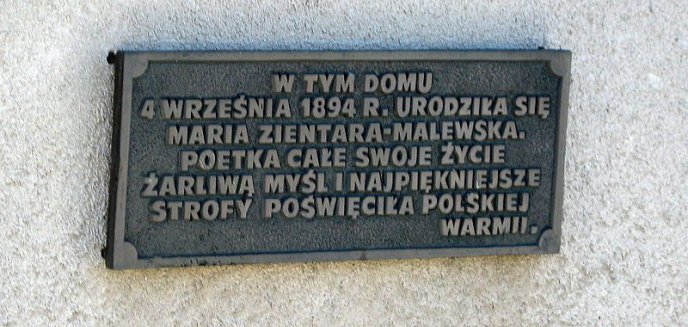 W TYM DOMU
4 WRZEŚNIA 1894 R. URODZIŁA SIĘ
MARIA ZIENTARA-MALEWSKA.
POETKA CAŁE SWOJE ŻYCIE
ŻARLIWĄ MYŚL I NAJPIĘKNIEJSZE
STROFY POŚWIĘCIŁA POLSKIEJ
WARMII.